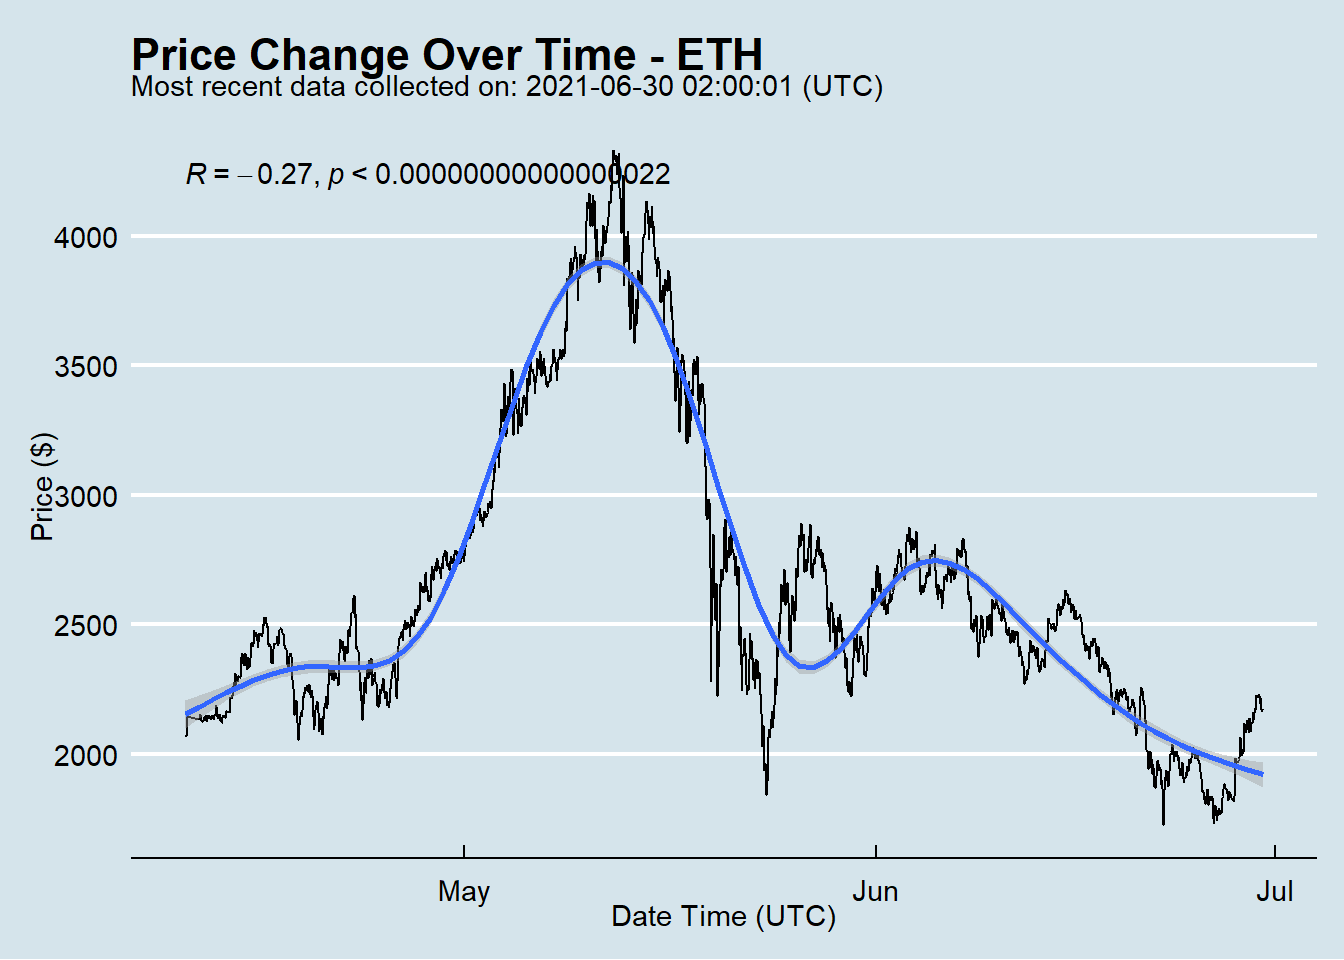 Price Change Over Time - ETH
Most recent data collected on: 2021-06-30 02:00:01 (UTC)
R = −0.27, p < 0.00000000000000022
4000
3500
3000
2500
2000
Price ($)
May
Jun
Jul
Date Time (UTC)